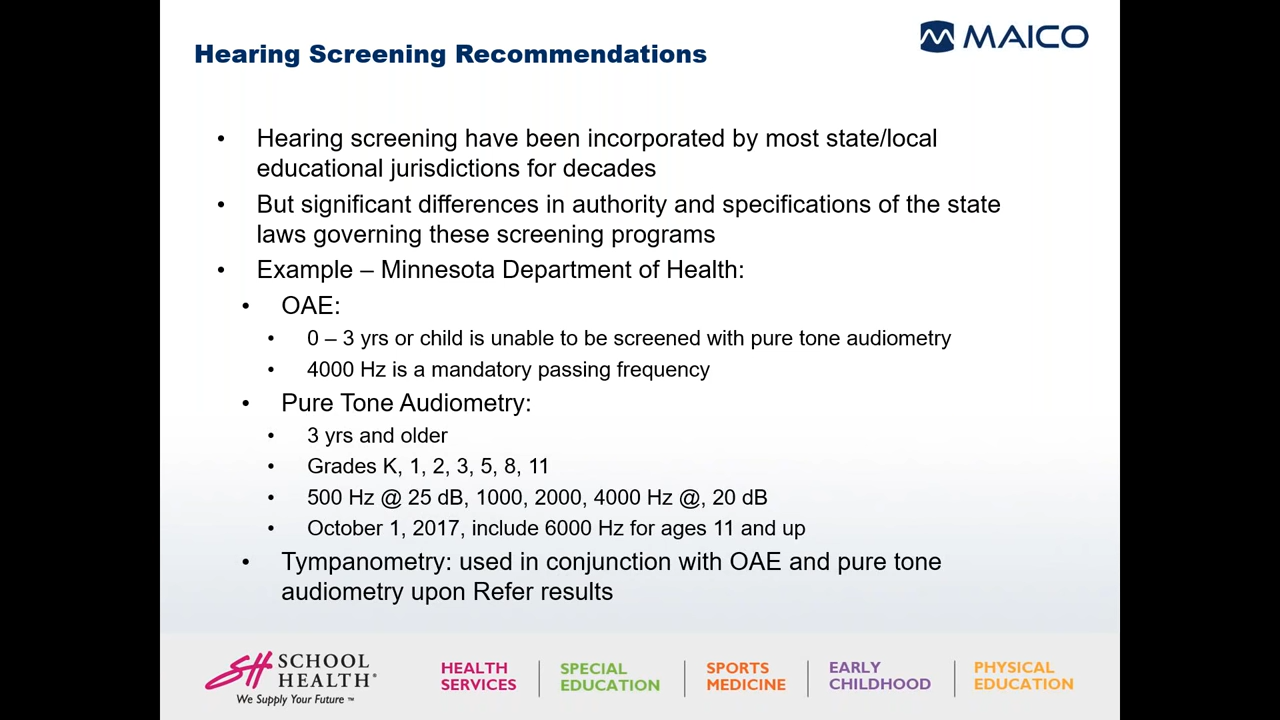 MAICO
Hearing Screening Recommendations
• Hearing screening have been incorporated by most state/local
educational jurisdictions for decades
• But significant differences in authority and specifications of the state
laws governing these screening programs
• Example – Minnesota Department of Health:
• OAE:
• 0 – 3 yrs or child is unable to be screened with pure tone audiometry
• 4000 Hz is a mandatory passing frequency
• Pure Tone Audiometry:
• 3 yrs and older
• Grades K, 1, 2, 3, 5, 8, 11
• 500 Hz @ 25 dB, 1000, 2000, 4000 Hz @, 20 dB
• October 1, 2017, include 6000 Hz for ages 11 and up
• Tympanometry: used in conjunction with OAE and pure tone
audiometry upon Refer results
SH SCHOOL
HEALTH®
We Supply Your Future ™
HEALTH
SERVICES
SPECIAL
EDUCATION
SPORTS
MEDICINE
EARLY
CHILDHOOD
PHYSICAL
EDUCATION